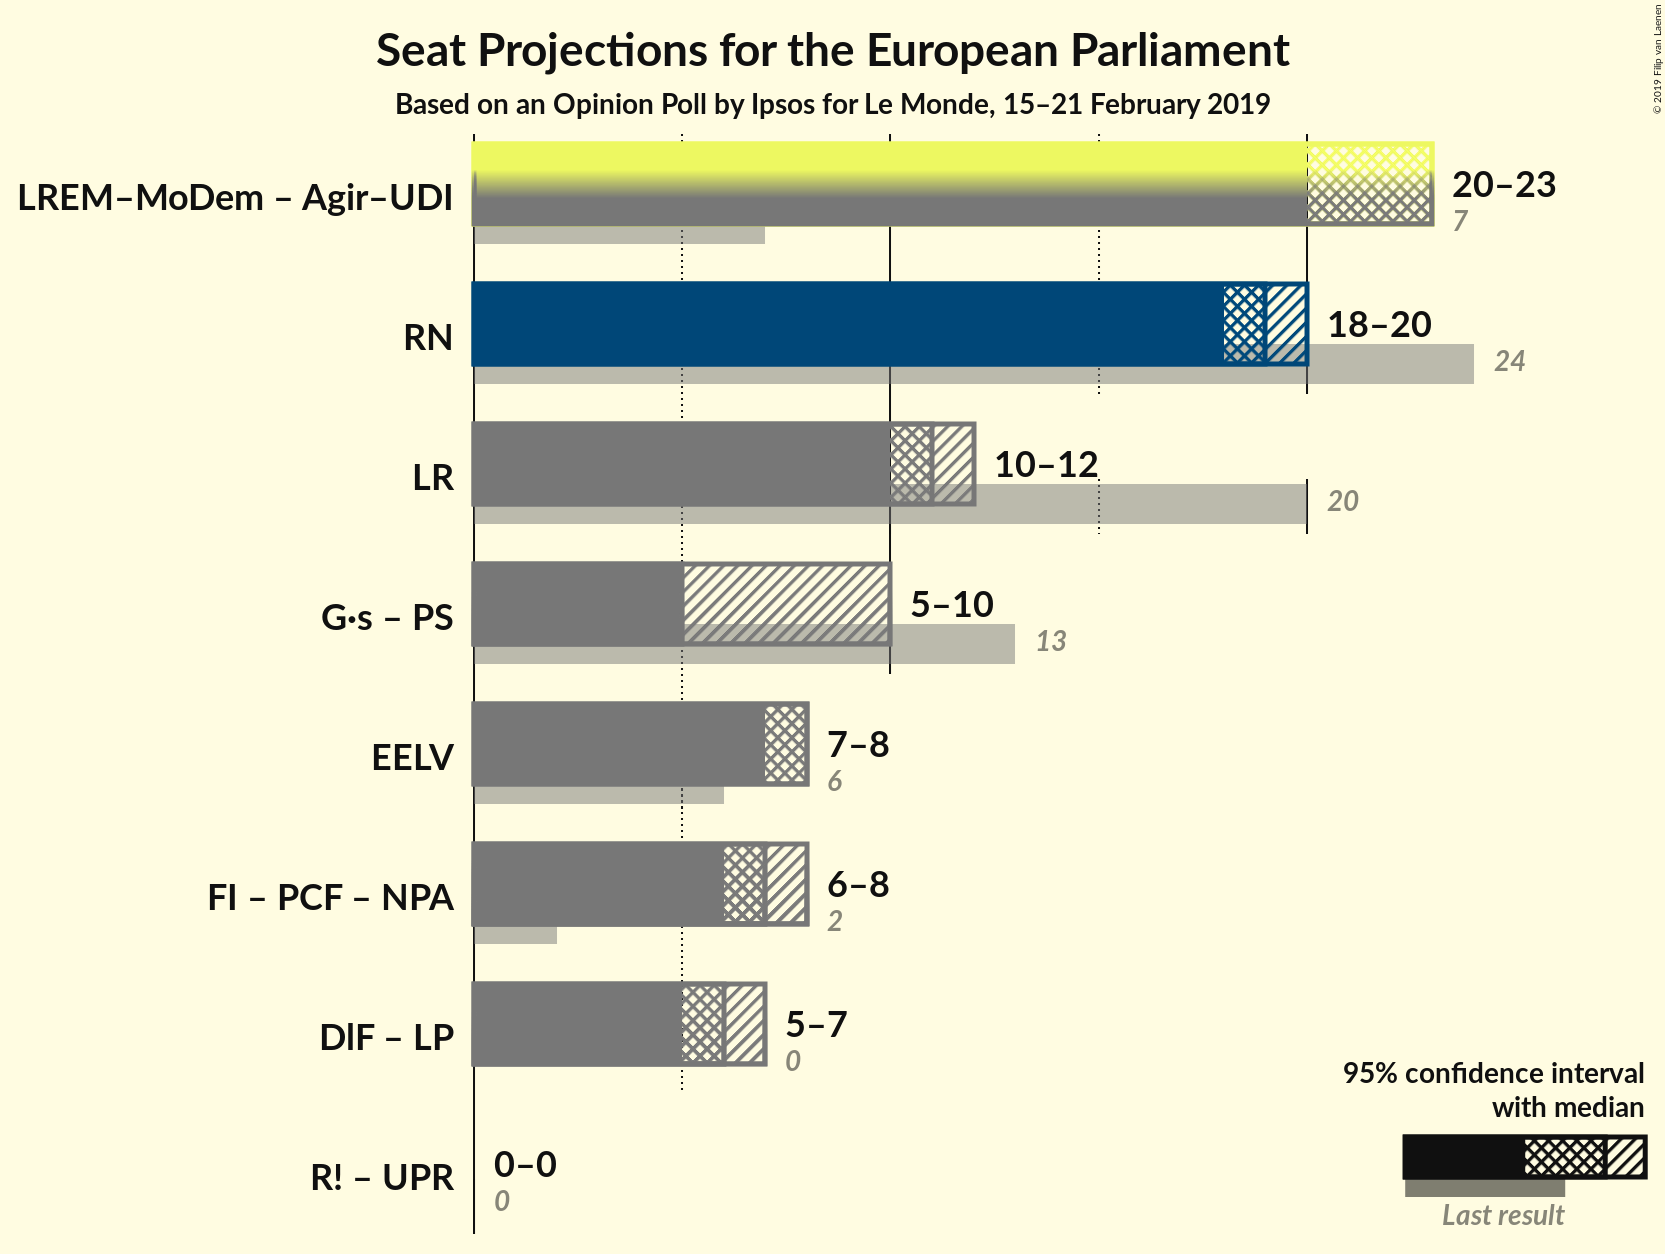 Seat Projections for the European Parliament
Based on an Opinion Poll by Ipsos for Le Monde, 15–21 February 2019
© 2019 Filip van Laenen
LREM–MoDem – Agir–UDI
20–23
7
RN
18–20
24
LR
10–12
20
G·s – PS
5–10
13
EELV
7–8
6
FI – PCF – NPA
6–8
2
DlF – LP
5–7
0
R! – UPR
0–0
0
95% confidence interval
with median
Last result